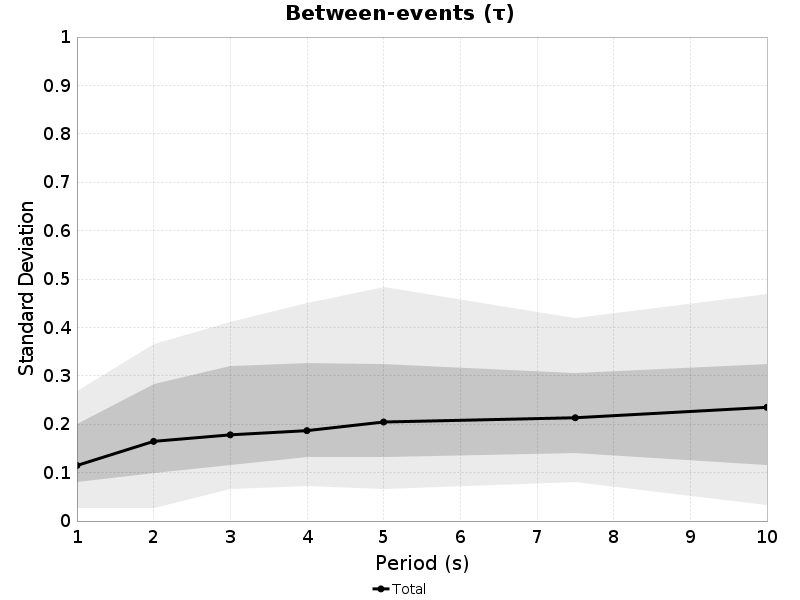 Between-events (τ)
1
0.9
0.8
0.7
0.6
0.5
0.4
0.3
0.2
0.1
0
Standard Deviation
1 2 3 4 5 6 7 8 9 10
Period (s)
Total